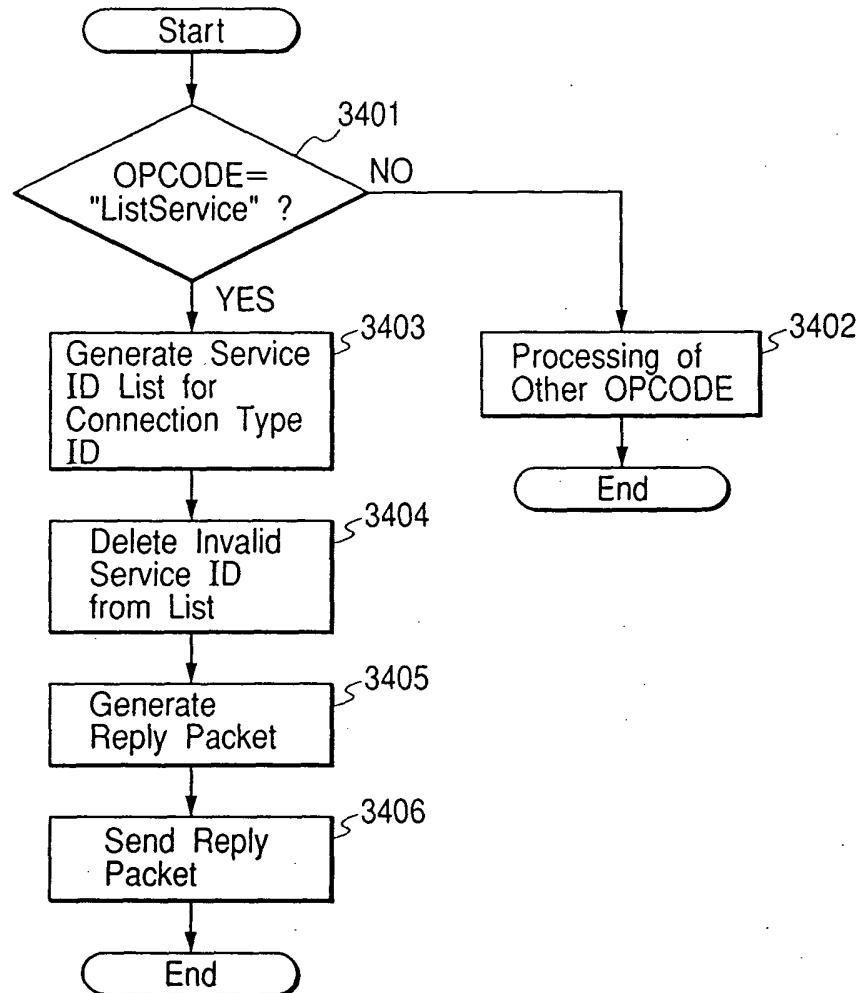 Start
3401
OPCODE=
"ListService" ?
NO
YES
3403
Generate Service
ID List for
Connection Type
ID
3402
Processing of
Other OPCODE
End
3404
Delete Invalid
Service ID
from List
3405
Generate
Reply Packet
3406
Send Reply
Packet
End